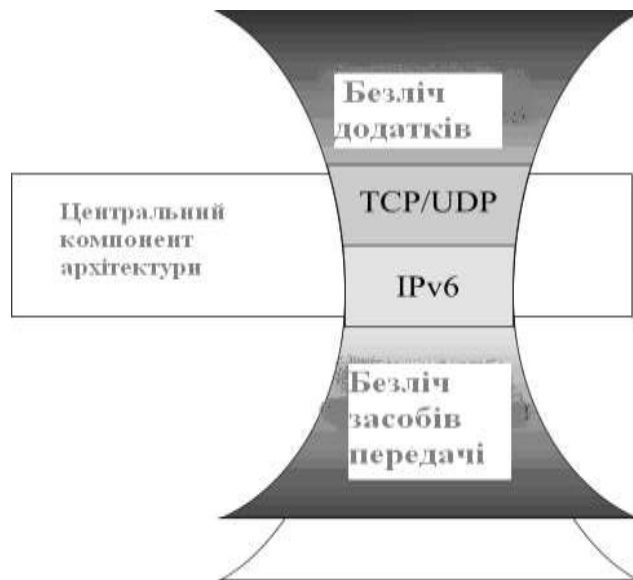 Безліч
додатків
TCP/UDP
Центральний
компонент
архітектури
IPv6
Безліч
засобів
передачі